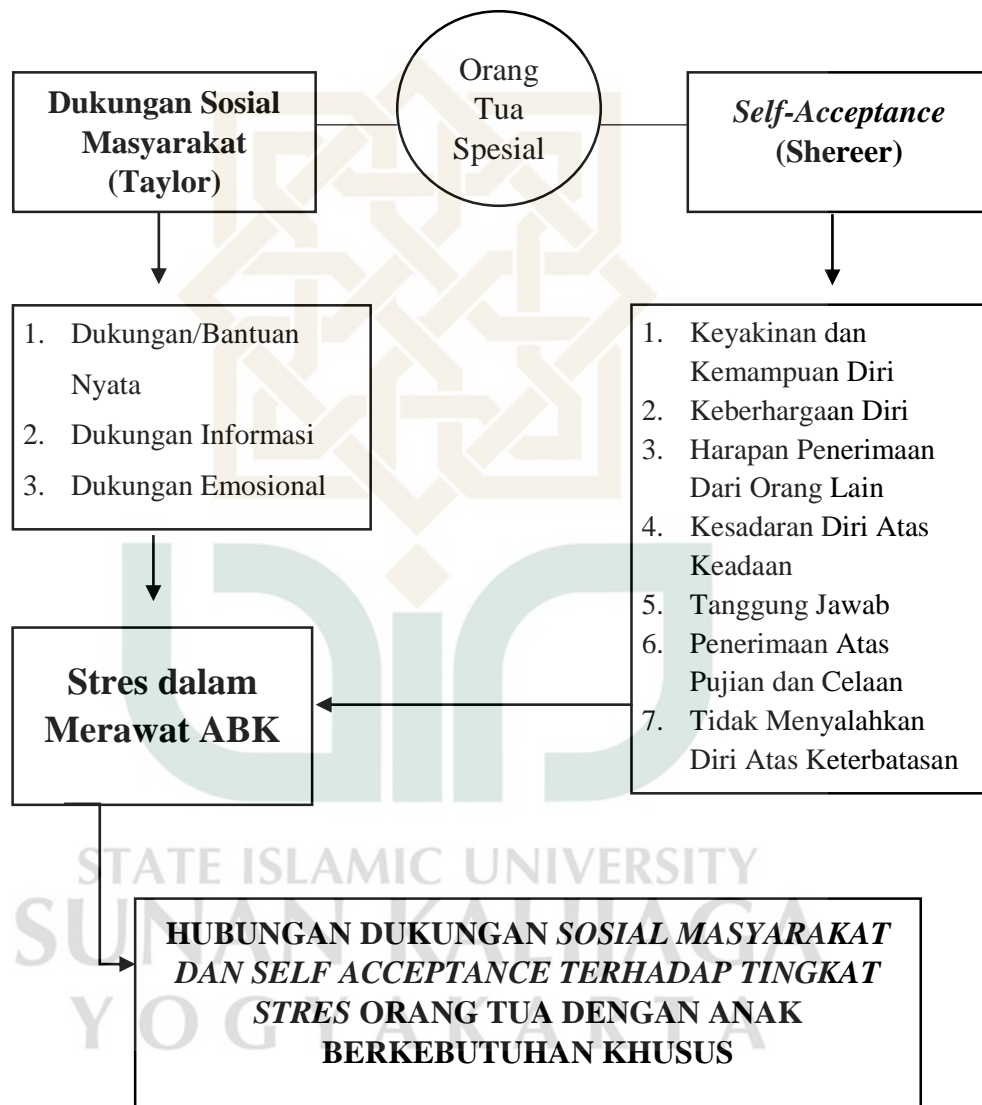 Orang
Tua
Spesial
Dukungan Sosial
Masyarakat
(Taylor)
Self-Acceptance
(Shereer)
1. Dukungan/Bantuan
Nyata
2. Dukungan Informasi
3. Dukungan Emosional
1. Keyakinan dan
Kemampuan Diri
2. Keberhargaan Diri
3. Harapan Penerimaan
Dari Orang Lain
4. Kesadaran Diri Atas
Keadaan
5. Tanggung Jawab
6. Penerimaan Atas
Pujian dan Celaan
7. Tidak Menyalahkan
Diri Atas Keterbatasan
Stres dalam
Merawat ABK
HUBUNGAN DUKUNGAN SOSIAL MASYARAKAT
DAN SELF ACCEPTANCE TERHADAP TINGKAT
STRES ORANG TUA DENGAN ANAK
BERKEBUTUHAN KHUSUS
STATE ISLAMIC UNIVERSITY
SUNAN KALIJAGA
YOGYAKARTA